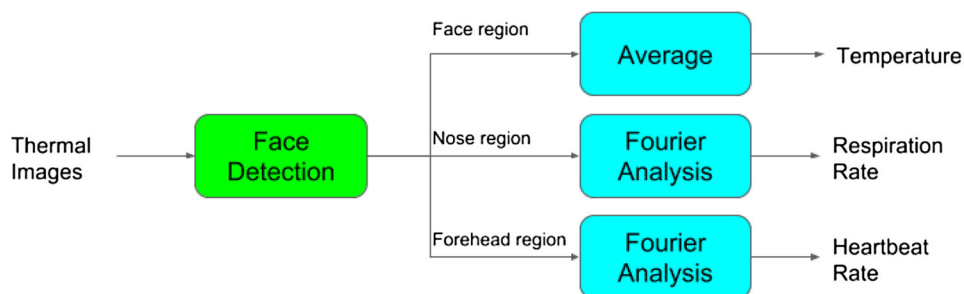 Face region
Average
Temperature
Thermal
Images
Face
Detection
Nose region
Fourier
Analysis
Respiration
Rate
Forehead region
Fourier
Analysis
Heartbeat
Rate